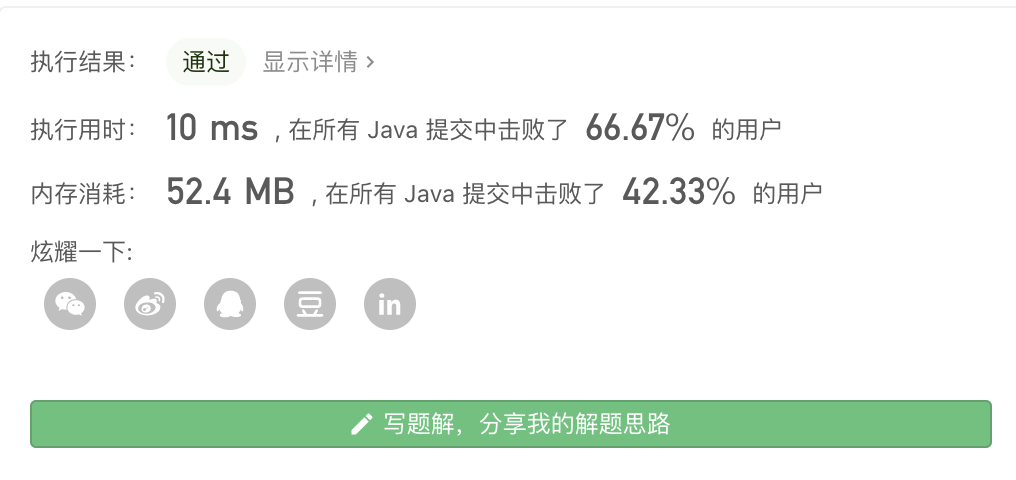 执行结果： 通过 显示详情 >
执行用时： 10 ms , 在所有 Java 提交中击败了 66.67% 的用户
内存消耗： 52.4 MB , 在所有 Java 提交中击败了 42.33% 的用户
炫耀一下:
豆 in
写题解，分享我的解题思路